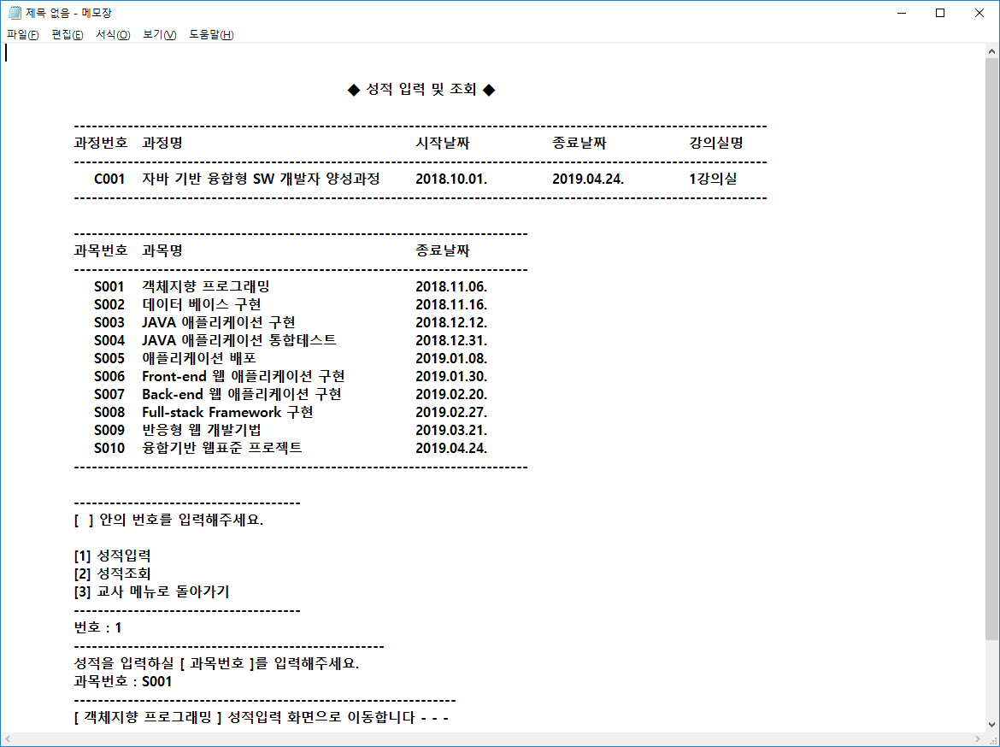 제목 없음 - 메모장
파일(F) 편집(E) 서식(O) 보기(V) 도움말(H)
◆ 성적 입력 및 조회 ◆
--------------------------------------------------------------------------------------------------------------------
과정번호 과정명 시작날짜 종료날짜 강의실명
--------------------------------------------------------------------------------------------------------------------
C001 자바 기반 융합형 SW 개발자 양성과정 2018.10.01. 2019.04.24. 1강의실
--------------------------------------------------------------------------------------------------------------------
----------------------------------------------------------------------------
과목번호 과목명 종료날짜
----------------------------------------------------------------------------
S001 객체지향 프로그래밍 2018.11.06.
S002 데이터 베이스 구현 2018.11.16.
S003 JAVA 애플리케이션 구현 2018.12.12.
S004 JAVA 애플리케이션 통합테스트 2018.12.31.
S005 애플리케이션 배포 2019.01.08.
S006 Front-end 웹 애플리케이션 구현 2019.01.30.
S007 Back-end 웹 애플리케이션 구현 2019.02.20.
S008 Full-stack Framework 구현 2019.02.27.
S009 반응형 웹 개발기법 2019.03.21.
S010 융합기반 웹표준 프로젝트 2019.04.24.
----------------------------------------------------------------------------
--------------------------------------
[ ] 안의 번호를 입력해주세요.
[1] 성적입력
[2] 성적조회
[3] 교사 메뉴로 돌아가기
--------------------------------------
번호 : 1
----------------------------------------------------
성적을 입력하실 [ 과목번호 ]를 입력해주세요.
과목번호 : S001
----------------------------------------------------------------
[ 객체지향 프로그래밍 ] 성적입력 화면으로 이동합니다 - - -